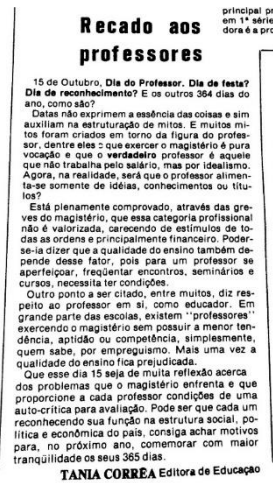 principal pr
em 1ª série
dora é a pro
Recado aos
professores
15 de Outubro, Dia do Professor. Dia de festa?
Dia de reconhecimento? E os outros 364 dias do
ano, como são?
Datas não exprimem a essência das coisas e sim
auxiliam na estruturação de mitos. E muitos mi-
tos foram criados em torno da figura do profes-
sor, dentre eles : que exercer o magistério é pura
vocação e que o verdadeiro professor é aquele
que não trabalha pelo salário, mas por idealismo.
Agora, na realidade, será que o professor alimen-
ta-se somente de idéias, conhecimentos ou títu-
los?
Está plenamente comprovado, através das gre-
ves do magistério, que essa categoria profissional
não é valorizada, carecendo de estímulos de to-
das as ordens e principalmente financeiro. Poder-
se-ia dizer que a qualidade do ensino também de-
pende desse fator, pois para um professor se
aperfeiçoar, freqüentar encontros, seminários e
cursos, necessita ter condições.
Outro ponto a ser citado, entre muitos, diz res-
peito ao professor em si, como educador. Em
grande parte das escolas, existem "professores"
exercendo o magistério sem possuir a menor ten-
dência, aptidão ou competência, simplesmente,
quem sabe, por empreguismo. Mais uma vez a
qualidade do ensino fica prejudicada.
Que esse dia 15 seja de muita reflexão acerca
dos problemas que o magistério enfrenta e que
proporcione a cada professor condições de uma
auto-crítica para avaliação. Pode ser que cada um
reconhecendo sua função na estrutura social, po-
lítica e econômica do país, consiga achar motivos
para, no próximo ano, comemorar com maior
tranqüilidade os seus 365 dias.
TANIA CORRÊA Editora de Educação